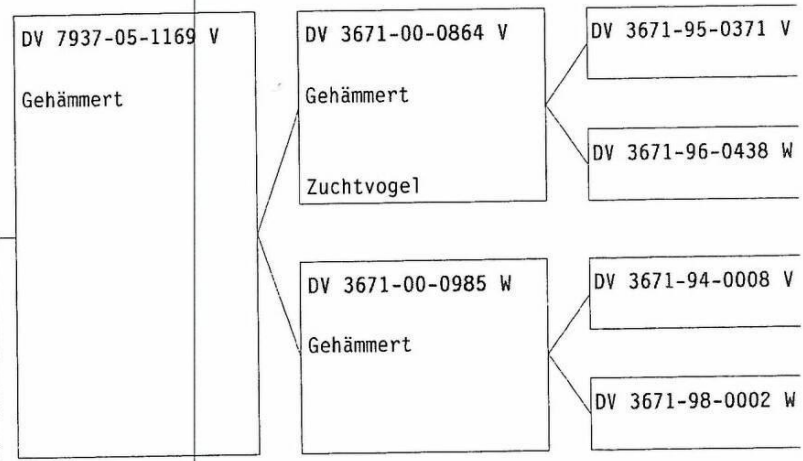 DV 7937-05-1169 V
Gehämmert
DV 3671-00-0864 V
Gehämmert
Zuchtvogel
DV 3671-00-0985 W
Gehämmert
DV 3671-95-0371 V
DV 3671-96-0438 W
DV 3671-94-0008 V
DV 3671-98-0002 W